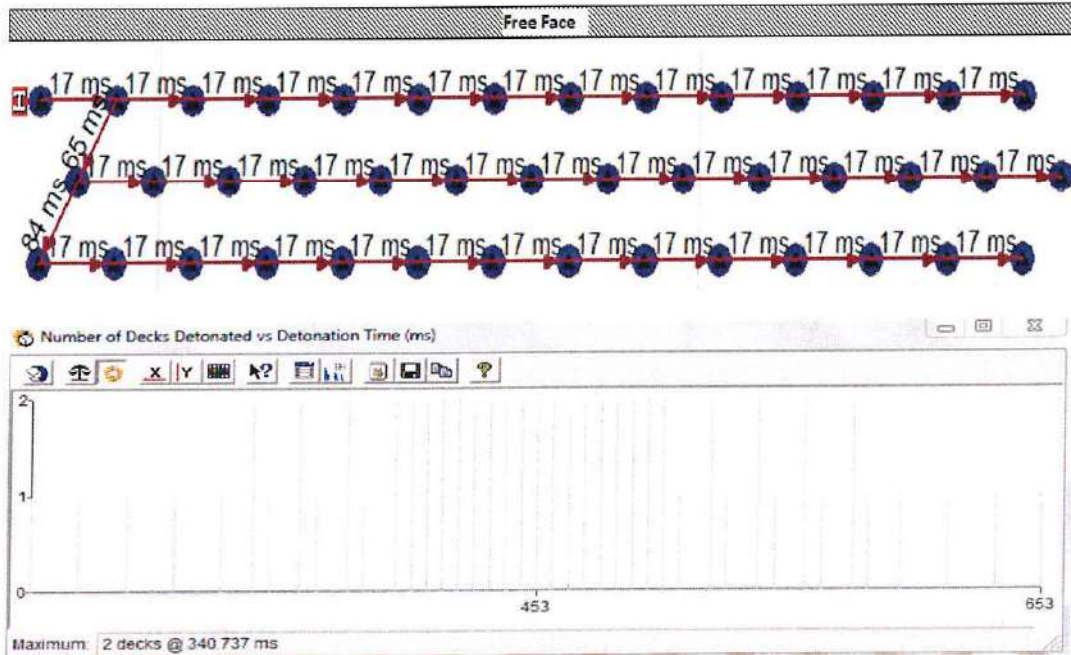 Free Face
17 ms 17 ms 17 ms 17 ms 17 ms 17 ms 17 ms 17 ms 17 ms 17 ms 17 ms 17 ms 17 ms
65 ms
17 ms 17 ms 17 ms 17 ms 17 ms 17 ms 17 ms 17 ms 17 ms 17 ms 17 ms 17 ms 17 ms
84 ms
17 ms 17 ms 17 ms 17 ms 17 ms 17 ms 17 ms 17 ms 17 ms 17 ms 17 ms 17 ms 17 ms
Number of Decks Detonated vs Detonation Time (ms)
X Y ? ?
2
1
0
453 653
Maximum: 2 decks @ 340.737 ms